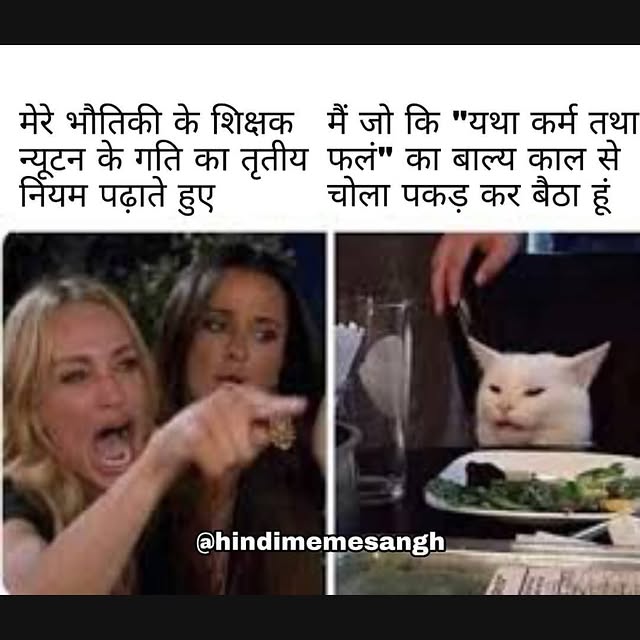 मेरे भौतिकी के शिक्षक
न्यूटन के गति का तृतीय
नियम पढ़ाते हुए
मैं जो कि "यथा कर्म तथा
फलं" का बाल्य काल से
चोला पकड़ कर बैठा हूं
@hindimemesangh